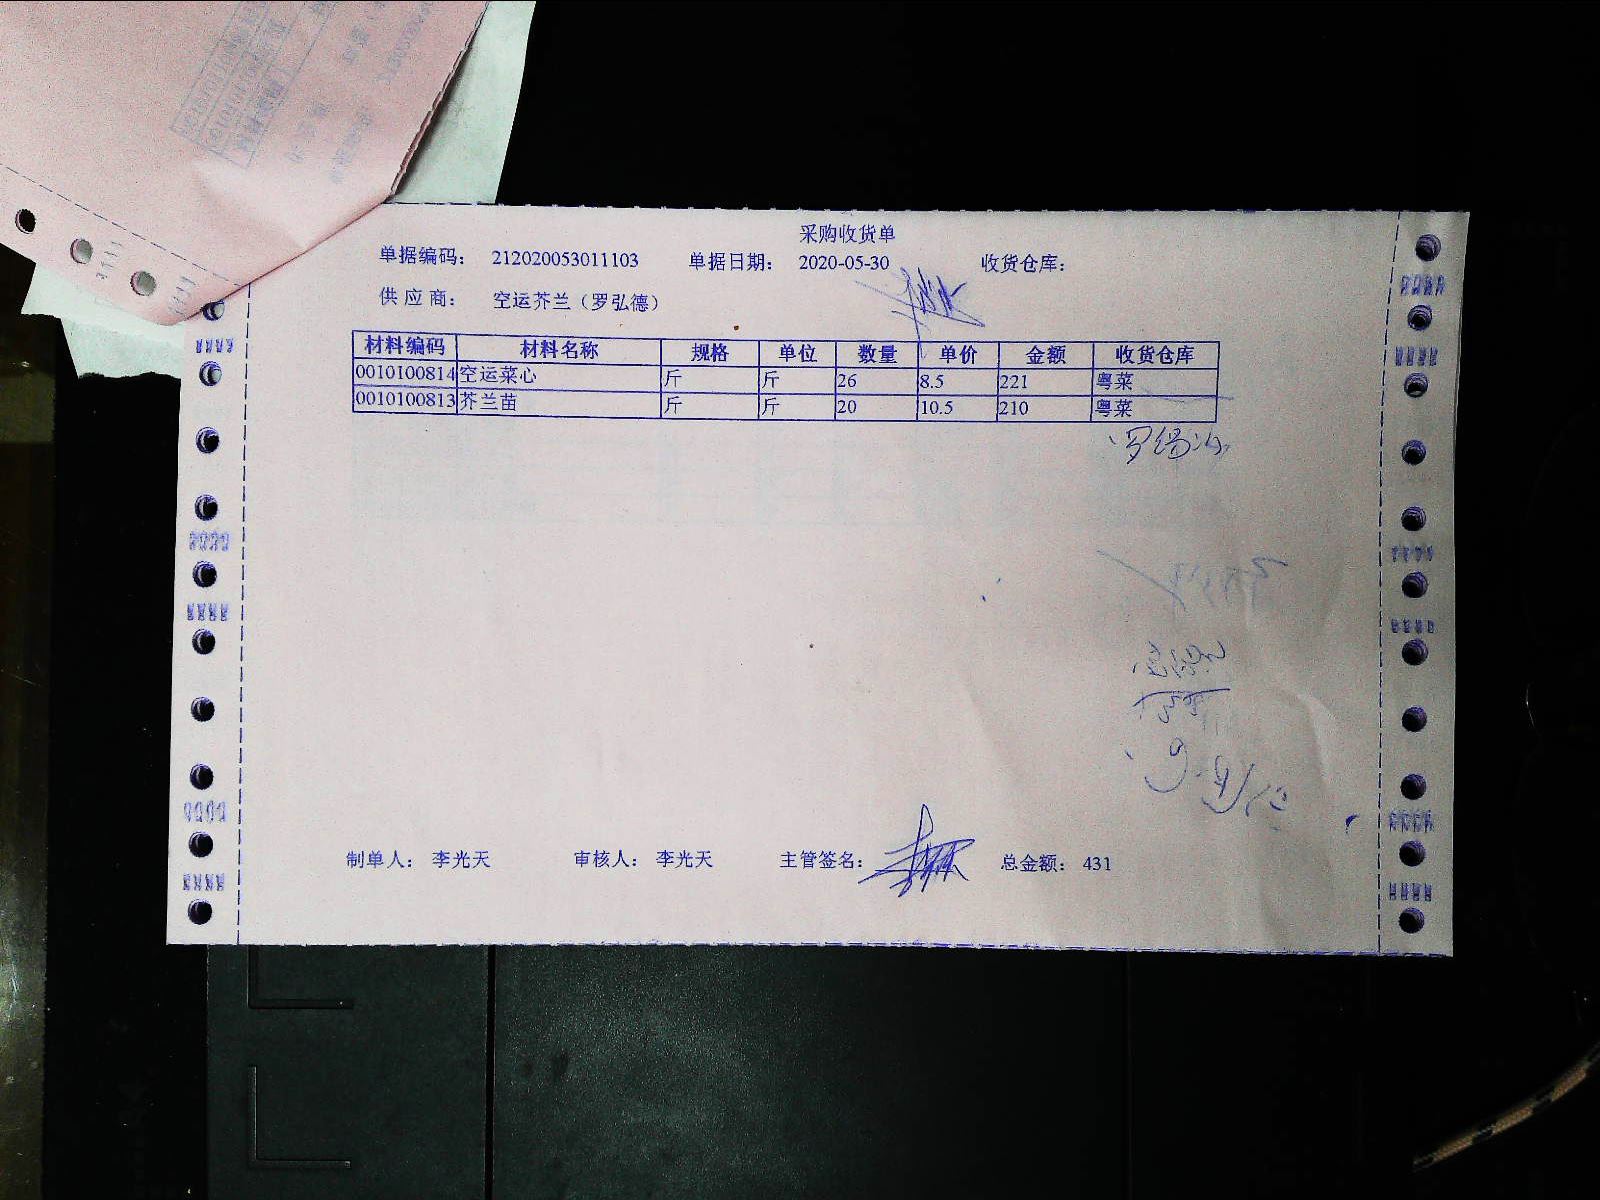 采购收货单
单据编码： 212020053011103 单据日期： 2020-05-30 收货仓库：
供 应 商： 空运芥兰（罗弘德）
材料编码 材料名称 规格 单位 数量 单价 金额 收货仓库
0010100814 空运菜心 斤 斤 26 8.5 221 粤菜
0010100813 芥兰苗 斤 斤 20 10.5 210 粤菜
制单人： 李光天 审核人： 李光天 主管签名： 总金额： 431